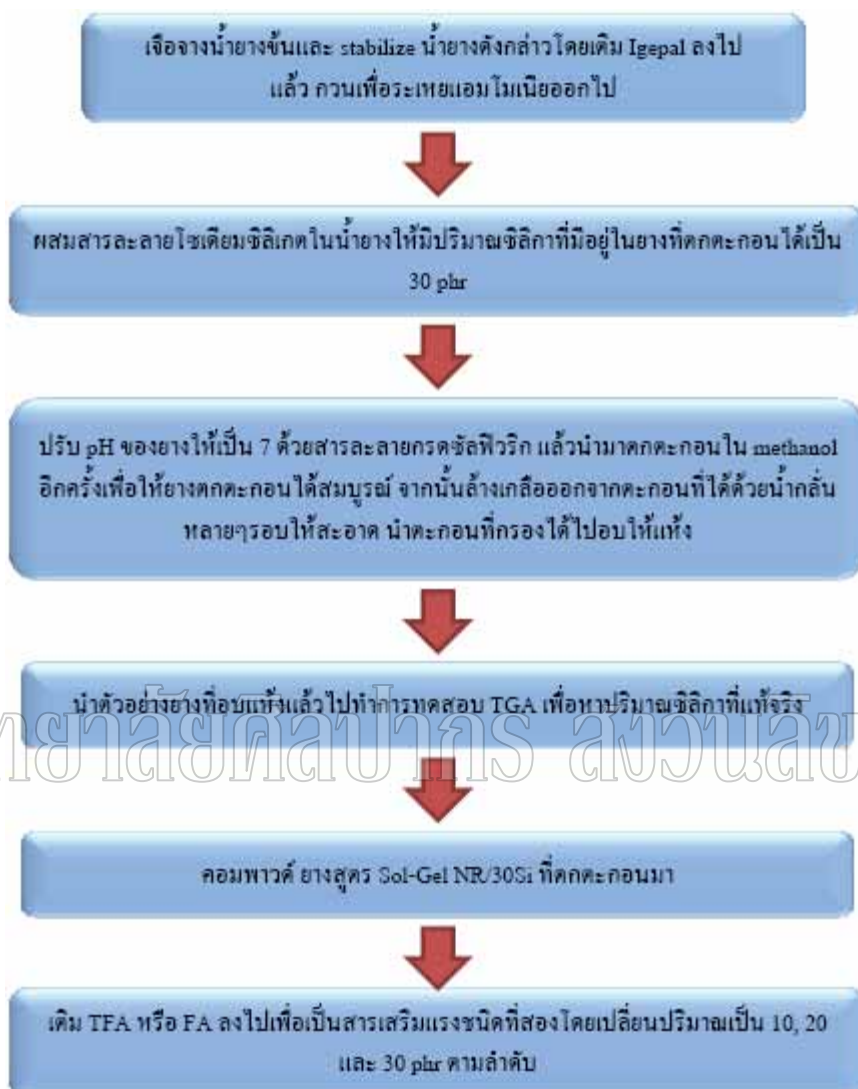 เจือจางน้ำยางข้นและ stabilize น้ำยางดังกล่าวโดยเติม Igepal ลงไป
แล้ว กวนเพื่อระเหยแอมโมเนียออกไป
ผสมสารละลายโซเดียมซิลิเกตในน้ำยางให้มีปริมาณซิลิกาที่มีอยู่ในยางที่ตกตะกอนได้เป็น
30 phr
ปรับ pH ของยางให้เป็น 7 ด้วยสารละลายกรดซัลฟิวริก แล้วนำมาตกตะกอนใน methanol
อีกครั้งเพื่อให้ยางตกตะกอนได้สมบูรณ์ จากนั้นล้างเกลือออกจากตะกอนที่ได้ด้วยน้ำกลั่น
หลายๆรอบให้สะอาด นำตะกอนที่กรองได้ไปอบให้แห้ง
นำตัวอย่างยางที่อบแห้งแล้วไปทำการทดสอบ TGA เพื่อหาปริมาณซิลิกาที่แท้จริง
ทยาลัยศิลปากร สงวนลิข
คอมพาวด์ ยางสูตร Sol-Gel NR/30Si ที่ตกตะกอนมา
เติม TFA หรือ FA ลงไปเพื่อเป็นสารเสริมแรงชนิดที่สองโดยเปลี่ยนปริมาณเป็น 10, 20
และ 30 phr ตามลำดับ